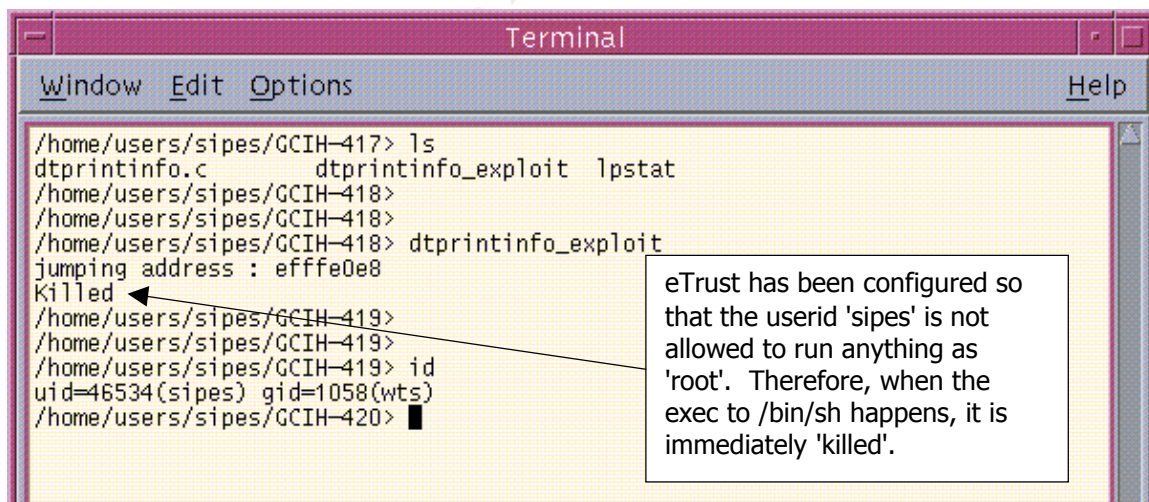 Terminal
Window Edit Options Help
/home/users/sipes/GCIH-417> ls
dtprintinfo.c dtprintinfo_exploit lpstat
/home/users/sipes/GCIH-418>
/home/users/sipes/GCIH-418>
/home/users/sipes/GCIH-418> dtprintinfo_exploit
jumping address : efffe0e8
Killed
/home/users/sipes/GCIH-419>
/home/users/sipes/GCIH-419>
/home/users/sipes/GCIH-419> id
uid=46534(sipes) gid=1058(wts)
/home/users/sipes/GCIH-420>
eTrust has been configured so
that the userid 'sipes' is not
allowed to run anything as
'root'. Therefore, when the
exec to /bin/sh happens, it is
immediately 'killed'.